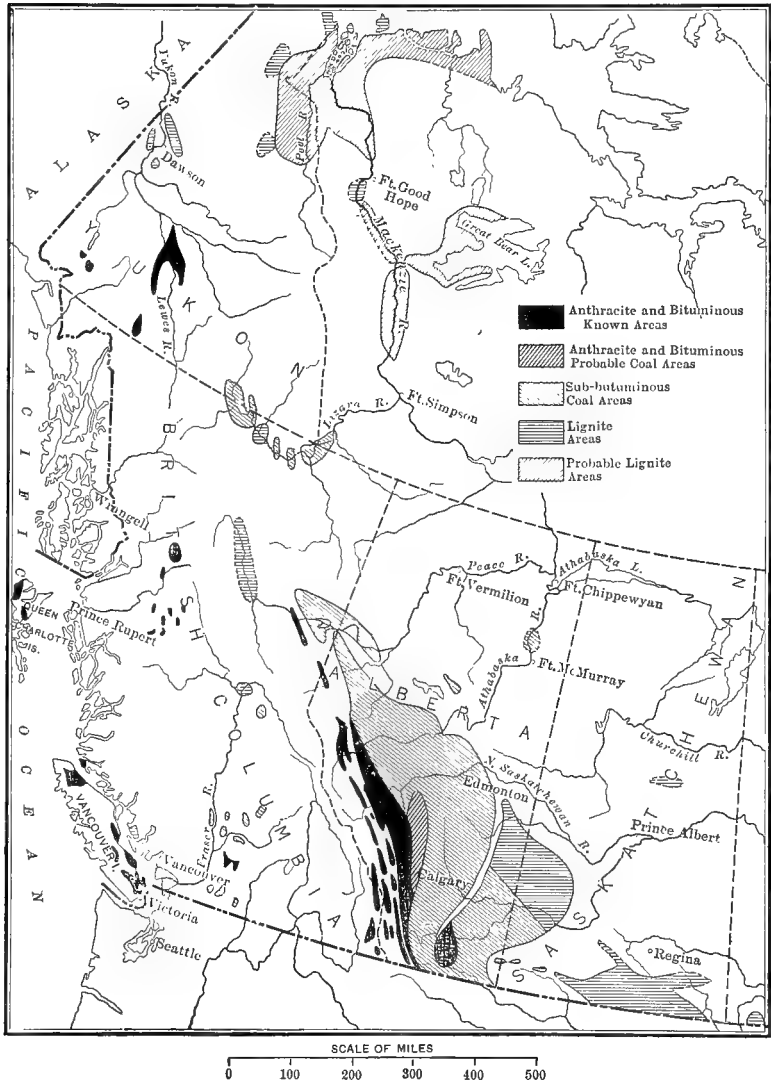 ALASKA
Yukon R.
Dawson
Peel R.
Ft. Good
Hope
Mackenzie R.
Great Bear L.
YUKON
Lewes R.
Anthracite and Bituminous
Known Areas
Anthracite and Bituminous
Probable Coal Areas
Sub-butuminous
Coal Areas
Lignite
Areas
Probable Lignite
Areas
Liara R.
Ft. Simpson
PACIEIC OCEAN
BRITISH COLUMBIA
Wrangell
Peace R.
Ft. Vermilion
Athabaska L.
Ft. Chippewyan
QUEEN
CHARLOTTE
IS.
Prince Rupert
Athabaska R.
Ft. McMurray
ALBERTA
SASKATCHEWAN
Churchill R.
N. Saskatchewan R.
Edmonton
Prince Albert
VANCOUVER I.
Fraser R.
Vancouver
Calgary
Victoria
Seattle
Regina
SCALE OF MILES
0 100 200 300 400 500